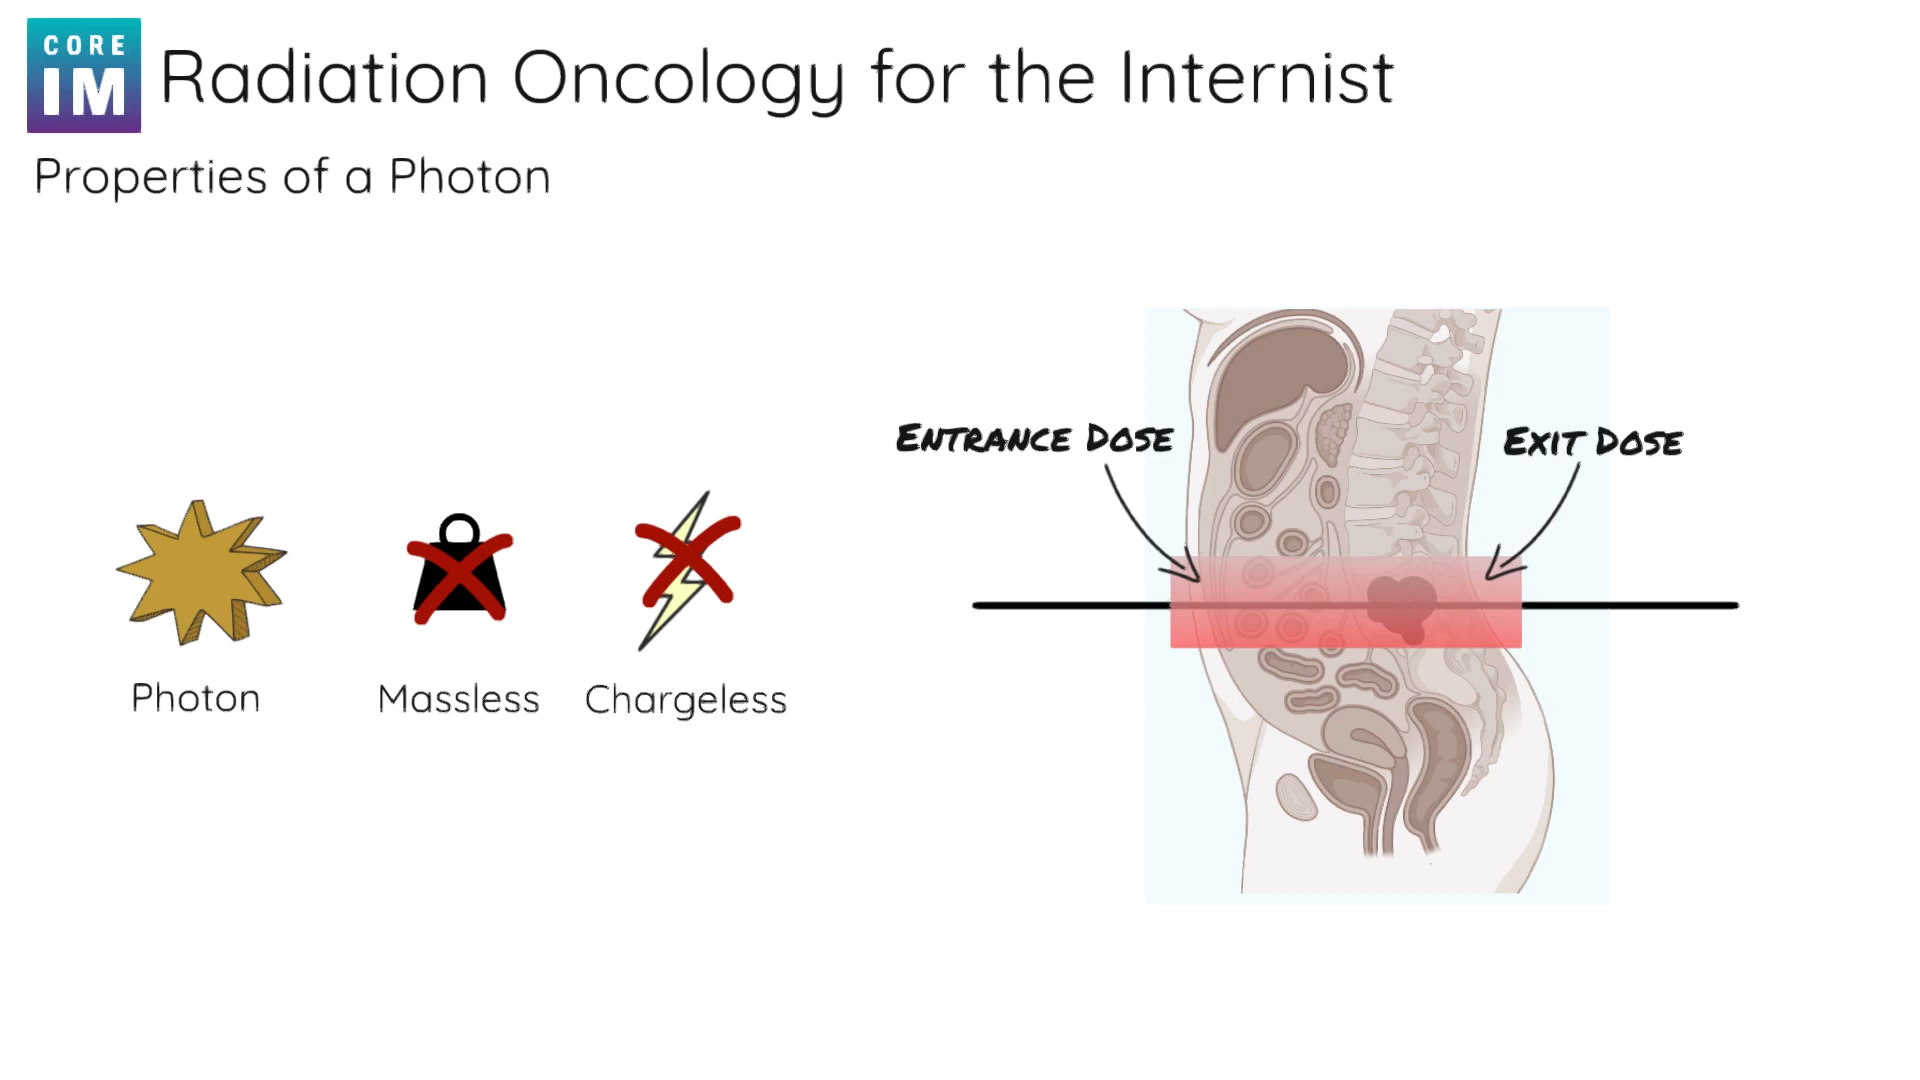 CORE
IM
Radiation Oncology for the Internist
Properties of a Photon
ENTRANCE DOSE
EXIT DOSE
Photon
Massless
Chargeless